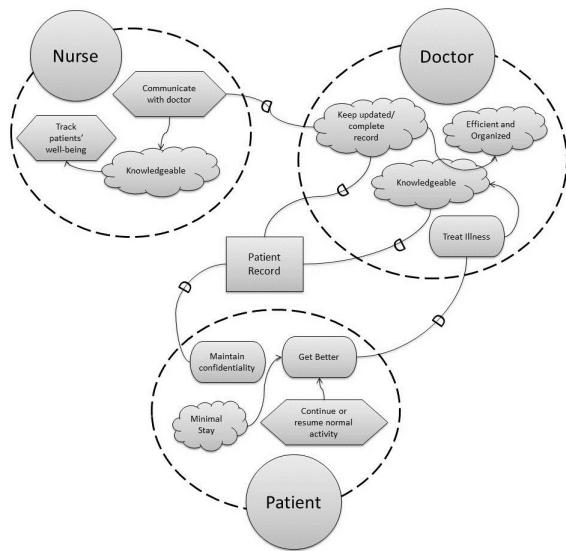 Nurse
Doctor
Communicate
with doctor
Track
patients'
well-being
Knowledgeable
Keep updated/
complete
record
Efficient and
Organized
Knowledgeable
Treat Illness
D
D
D
D
D
Patient
Record
Maintain
confidentiality
Get Better
Minimal
Stay
Continue or
resume normal
activity
Patient